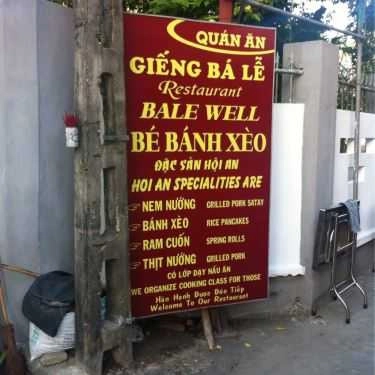 QUÁN ĂN
GIẾNG BÁ LỄ
Restaurant
BALE WELL
BÉ BÁNH XÈO
ĐẶC SẢN HỘI AN
HOI AN SPECIALITIES ARE
NEM NƯỚNG GRILLED PORK SATAY
BÁNH XÈO RICE PANCAKES
RAM CUỐN SPRING ROLLS
THỊT NƯỚNG GRILLED PORK
CÓ LỚP DẠY NẤU ĂN
WE ORGANIZE COOKING CLASS FOR THOSE
Hân Hạnh Được Đón Tiếp
Welcome To Our Restaurant